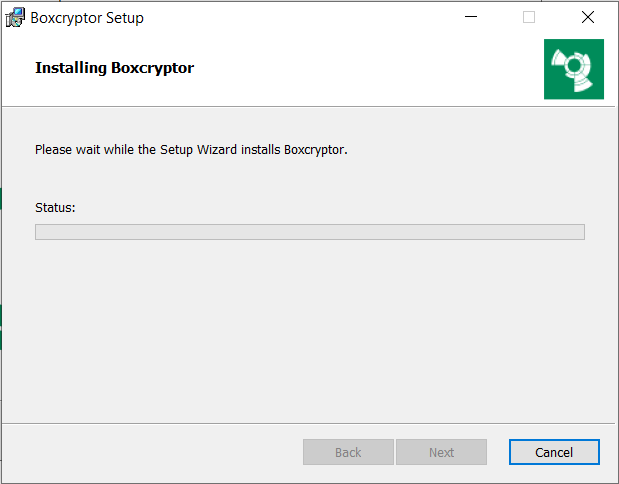 Boxcryptor Setup
Installing Boxcryptor
Please wait while the Setup Wizard installs Boxcryptor.
Status:
Back
Next
Cancel